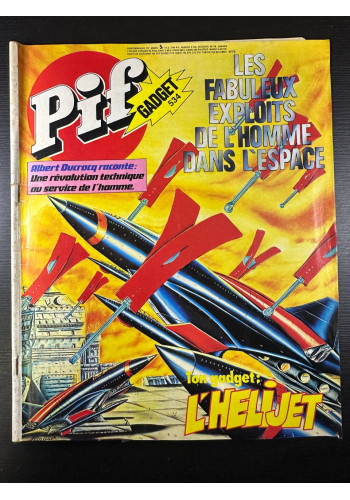 Pif
GADGET
534
LES
FABULEUX
EXPLOITS
DE L'HOMME
DANS L'ESPACE
Albert Ducrocq raconte:
Une révolution technique
au service de l'homme.
Ton gadget:
L'HELIJET